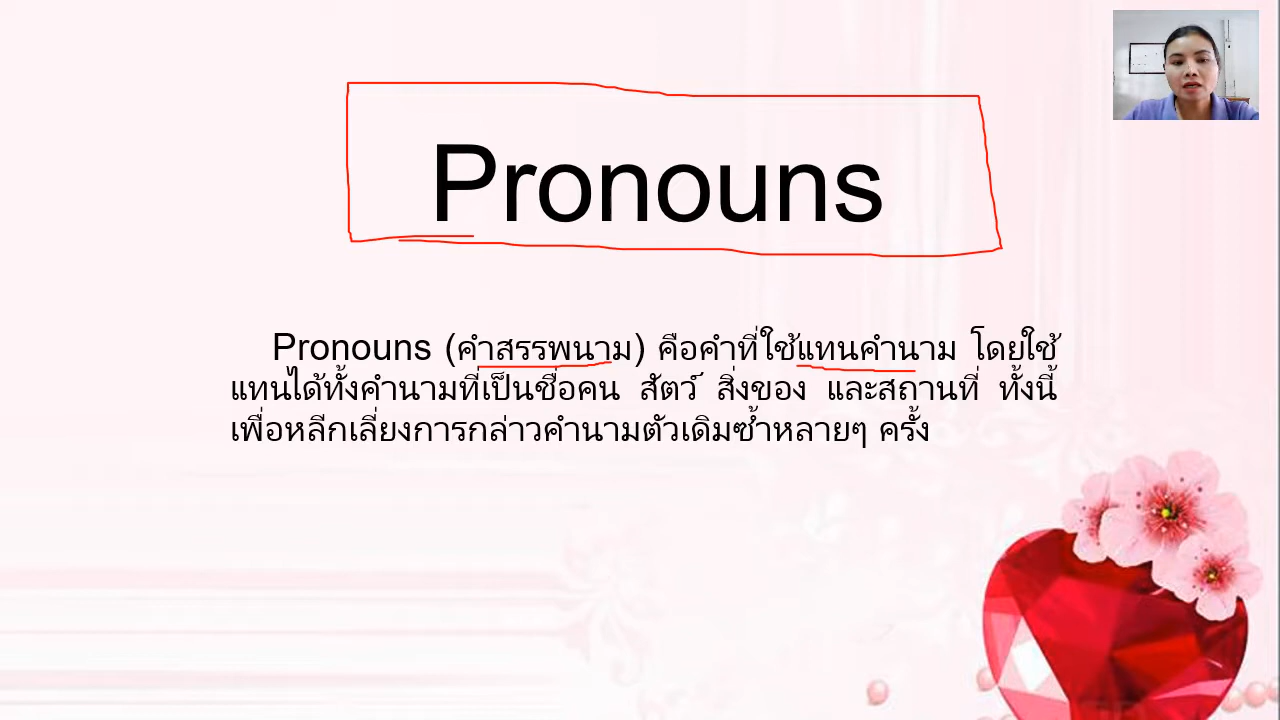 Pronouns
Pronouns (คำสรรพนาม) คือคำที่ใช้แทนคำนาม โดยใช้
แทนได้ทั้งคำนามที่เป็นชื่อคน สัตว์ สิ่งของ และสถานที่ ทั้งนี้
เพื่อหลีกเลี่ยงการกล่าวคำนามตัวเดิมซ้ำหลายๆ ครั้ง